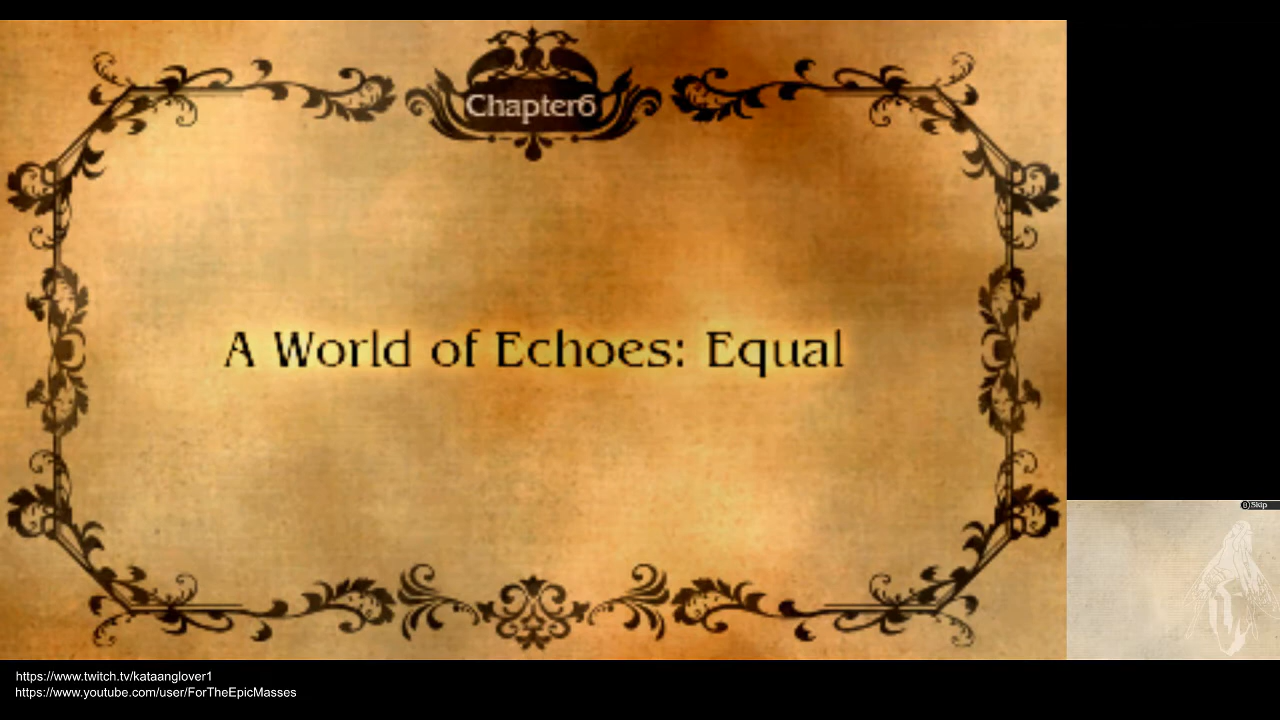 Chapter6
A World of Echoes: Equal
Skip
https://www.twitch.tv/kataanglover1
https://www.youtube.com/user/ForTheEpicMasses